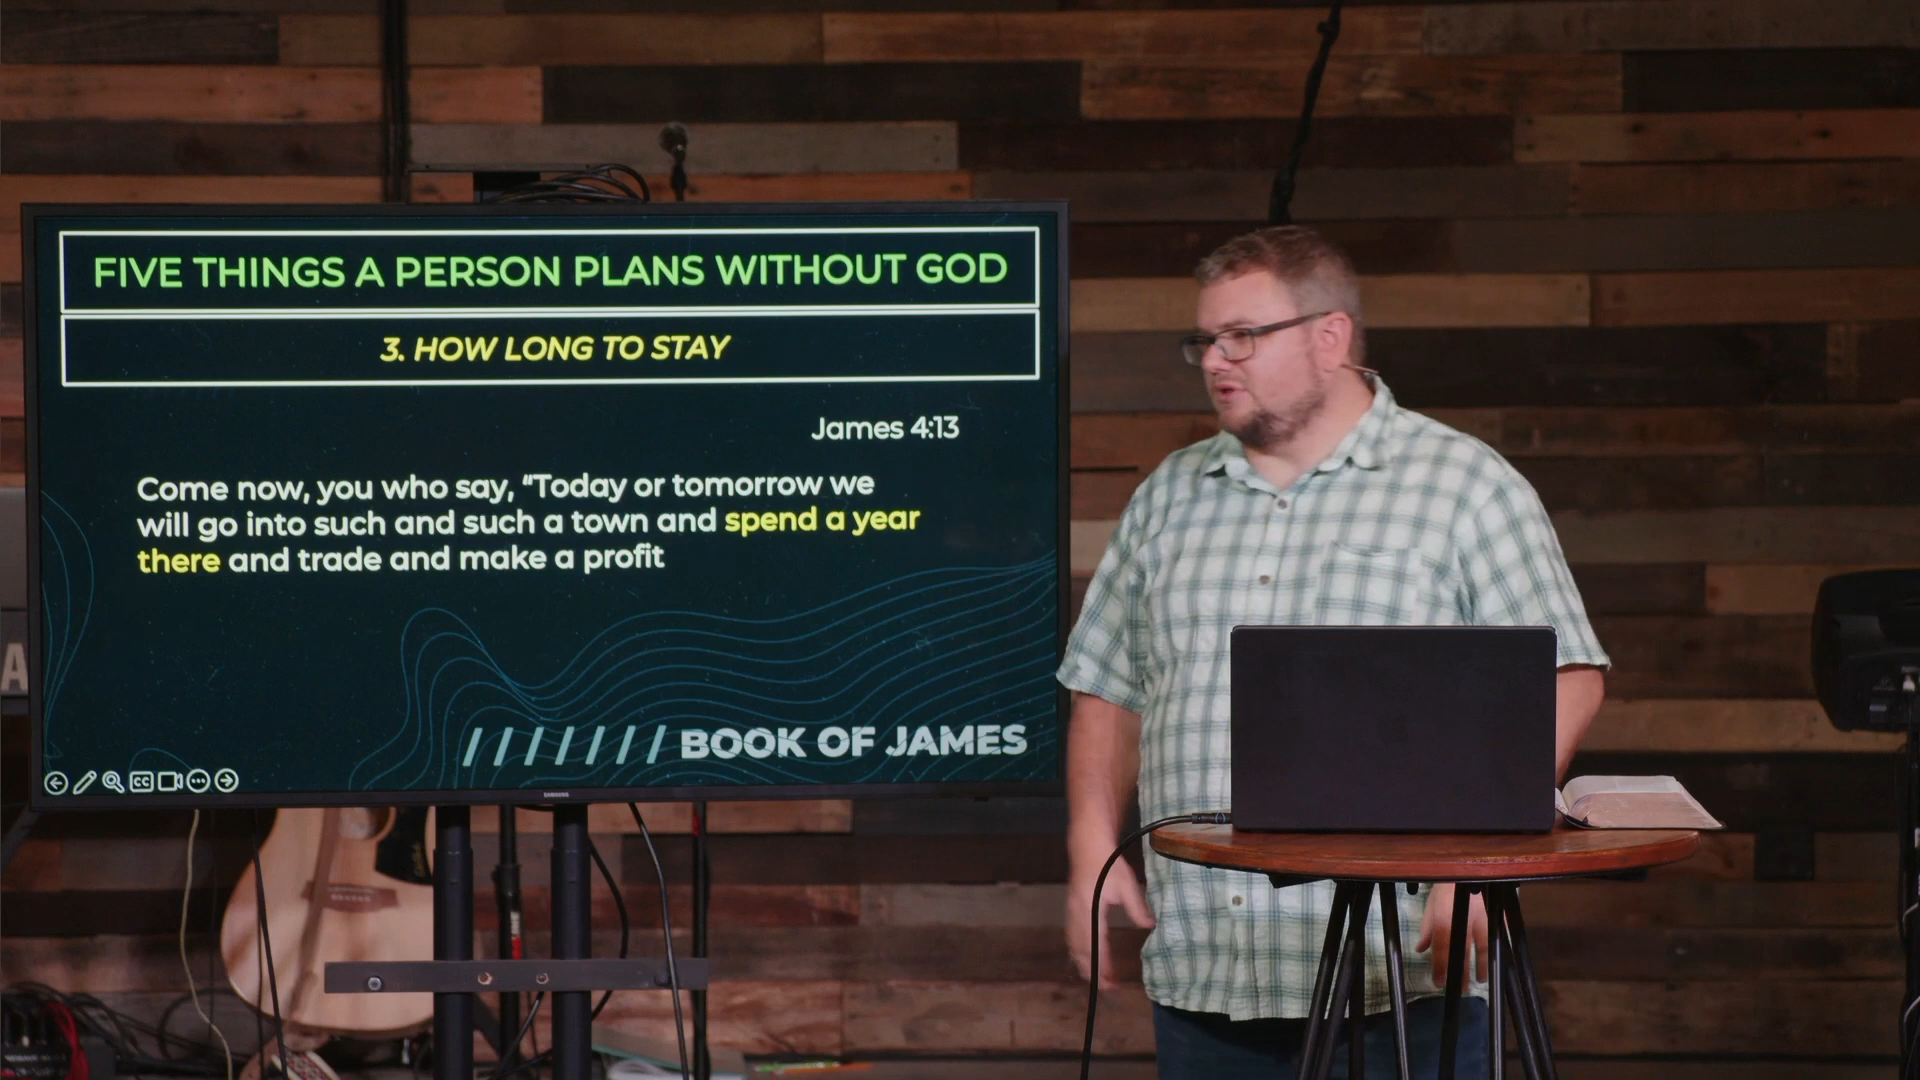 FIVE THINGS A PERSON PLANS WITHOUT GOD
3. HOW LONG TO STAY
James 4:13
Come now, you who say, “Today or tomorrow we
will go into such and such a town and spend a year
there and trade and make a profit
/////// BOOK OF JAMES
CC
SAMSUNG
A